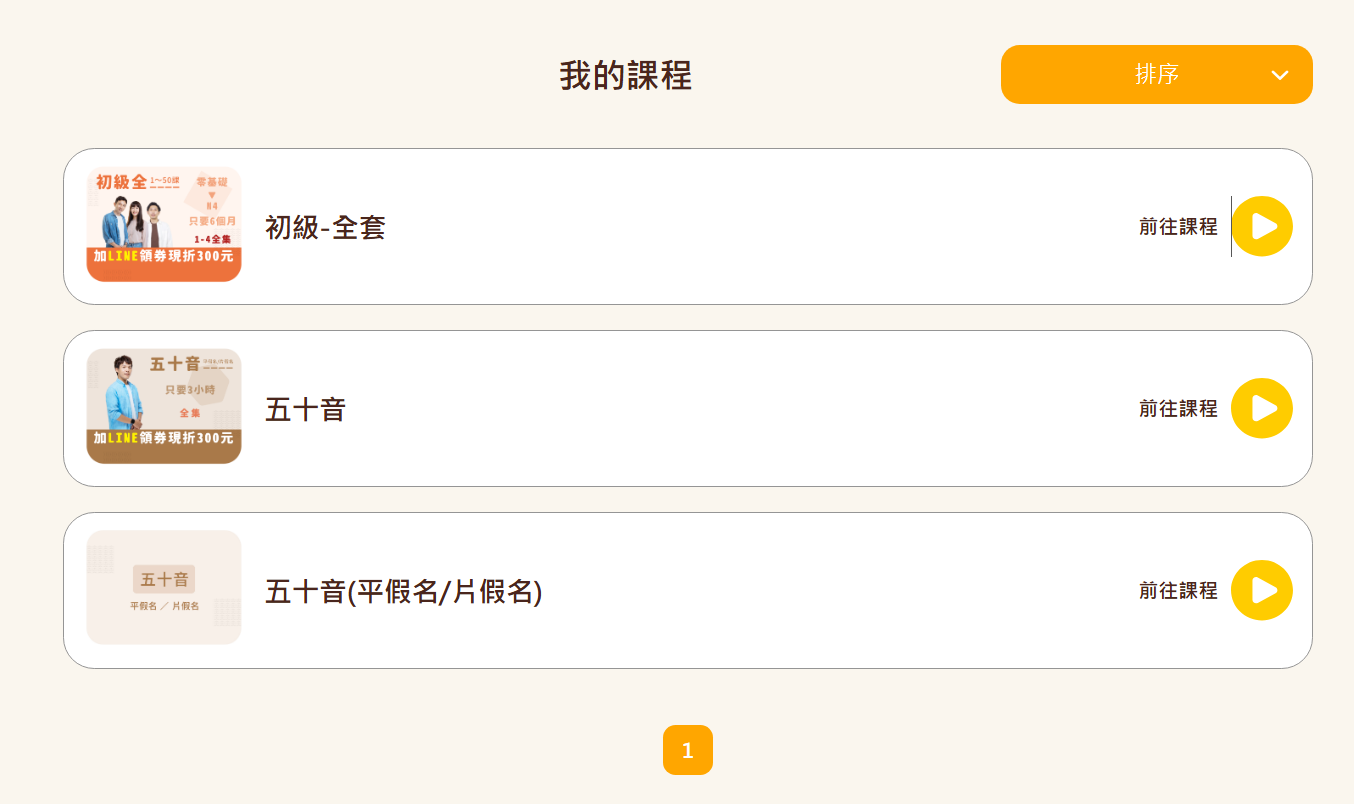 我的課程
排序
初級全 1~50課
零基礎
N4
只要6個月
1-4全集
加LINE領券現折300元
初級-全套
前往課程
五十音
只要3小時
全集
加LINE領券現折300元
五十音
前往課程
五十音
平假名 ／ 片假名
五十音(平假名/片假名)
前往課程
1